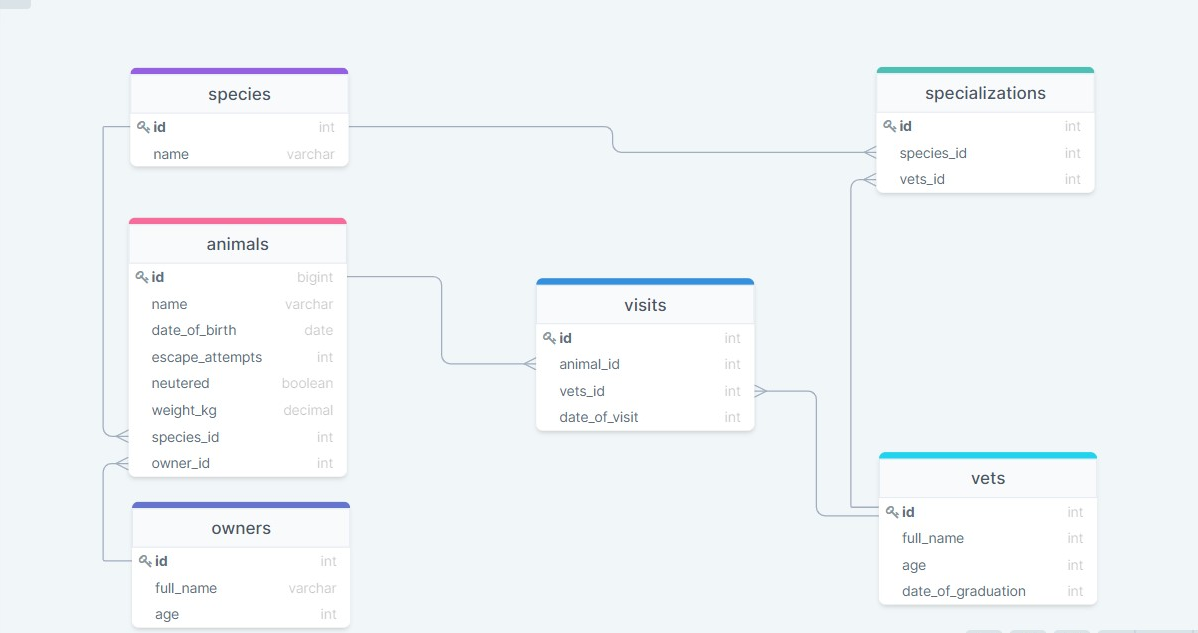 species
id int
name varchar
animals
id bigint
name varchar
date_of_birth date
escape_attempts int
neutered boolean
weight_kg decimal
species_id int
owner_id int
owners
id int
full_name varchar
age int
visits
id int
animal_id int
vets_id int
date_of_visit int
specializations
id int
species_id int
vets_id int
vets
id int
full_name int
age int
date_of_graduation int